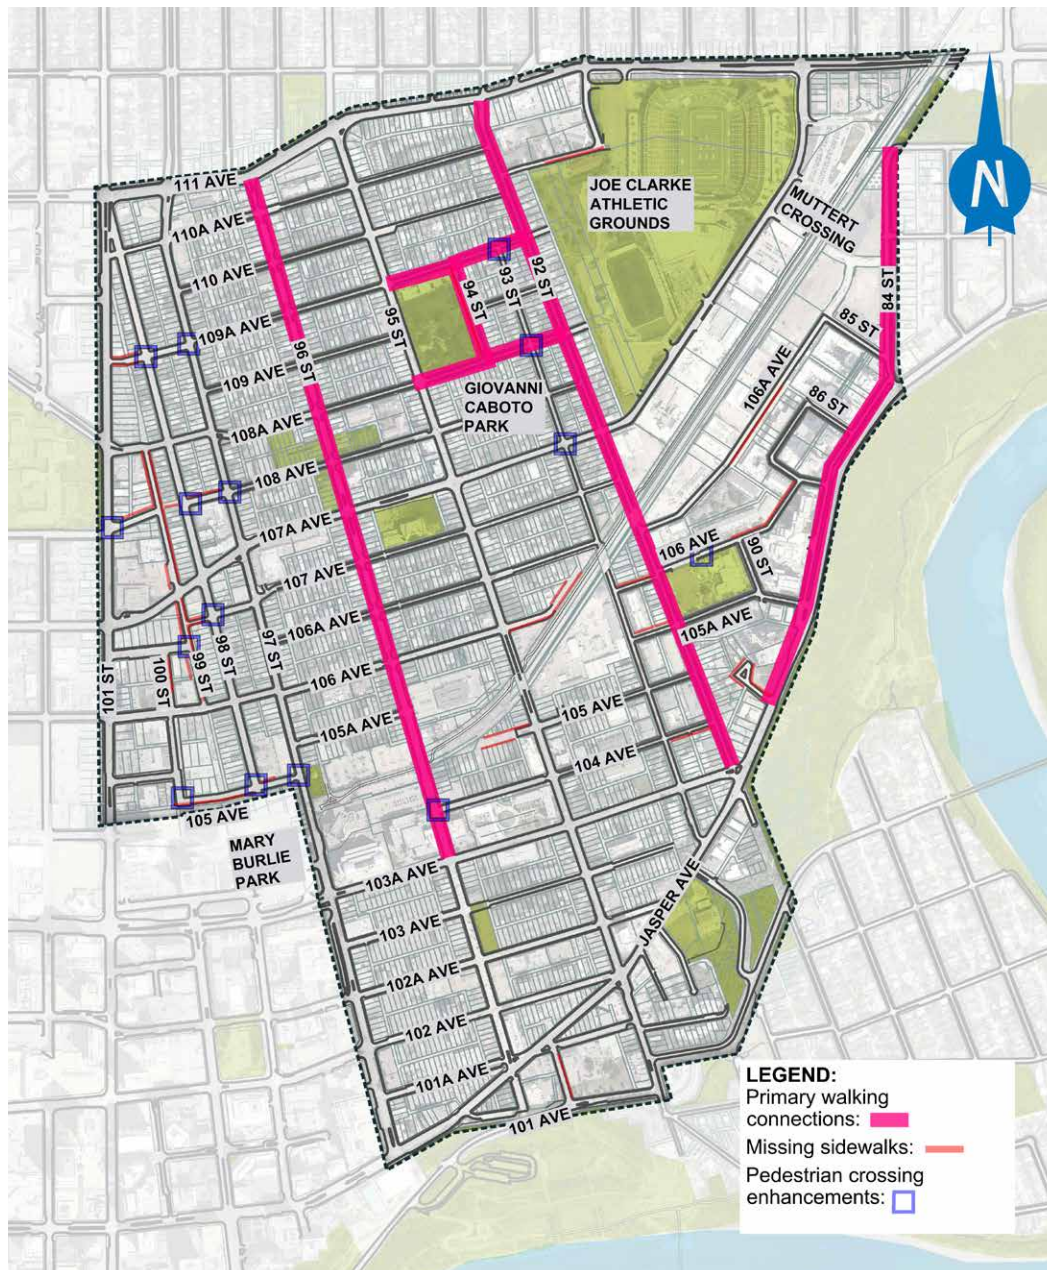 N
111 AVE
110A AVE
110 AVE
109A AVE
109 AVE
108A AVE
108 AVE
107A AVE
107 AVE
106A AVE
106 AVE
105A AVE
96 ST
95 ST
94 ST
93 ST
92 ST
JOE CLARKE
ATHLETIC
GROUNDS
MUTTERT
CROSSING
84 ST
85 ST
86 ST
106A AVE
GIOVANNI
CABOTO
PARK
106 AVE
90 ST
105A AVE
101 ST
100 ST
99 ST
98 ST
97 ST
105 AVE
104 AVE
105 AVE
MARY
BURLIE
PARK
103A AVE
103 AVE
102A AVE
102 AVE
101A AVE
JASPER AVE
101 AVE
LEGEND:
Primary walking
connections:
Missing sidewalks:
Pedestrian crossing
enhancements: